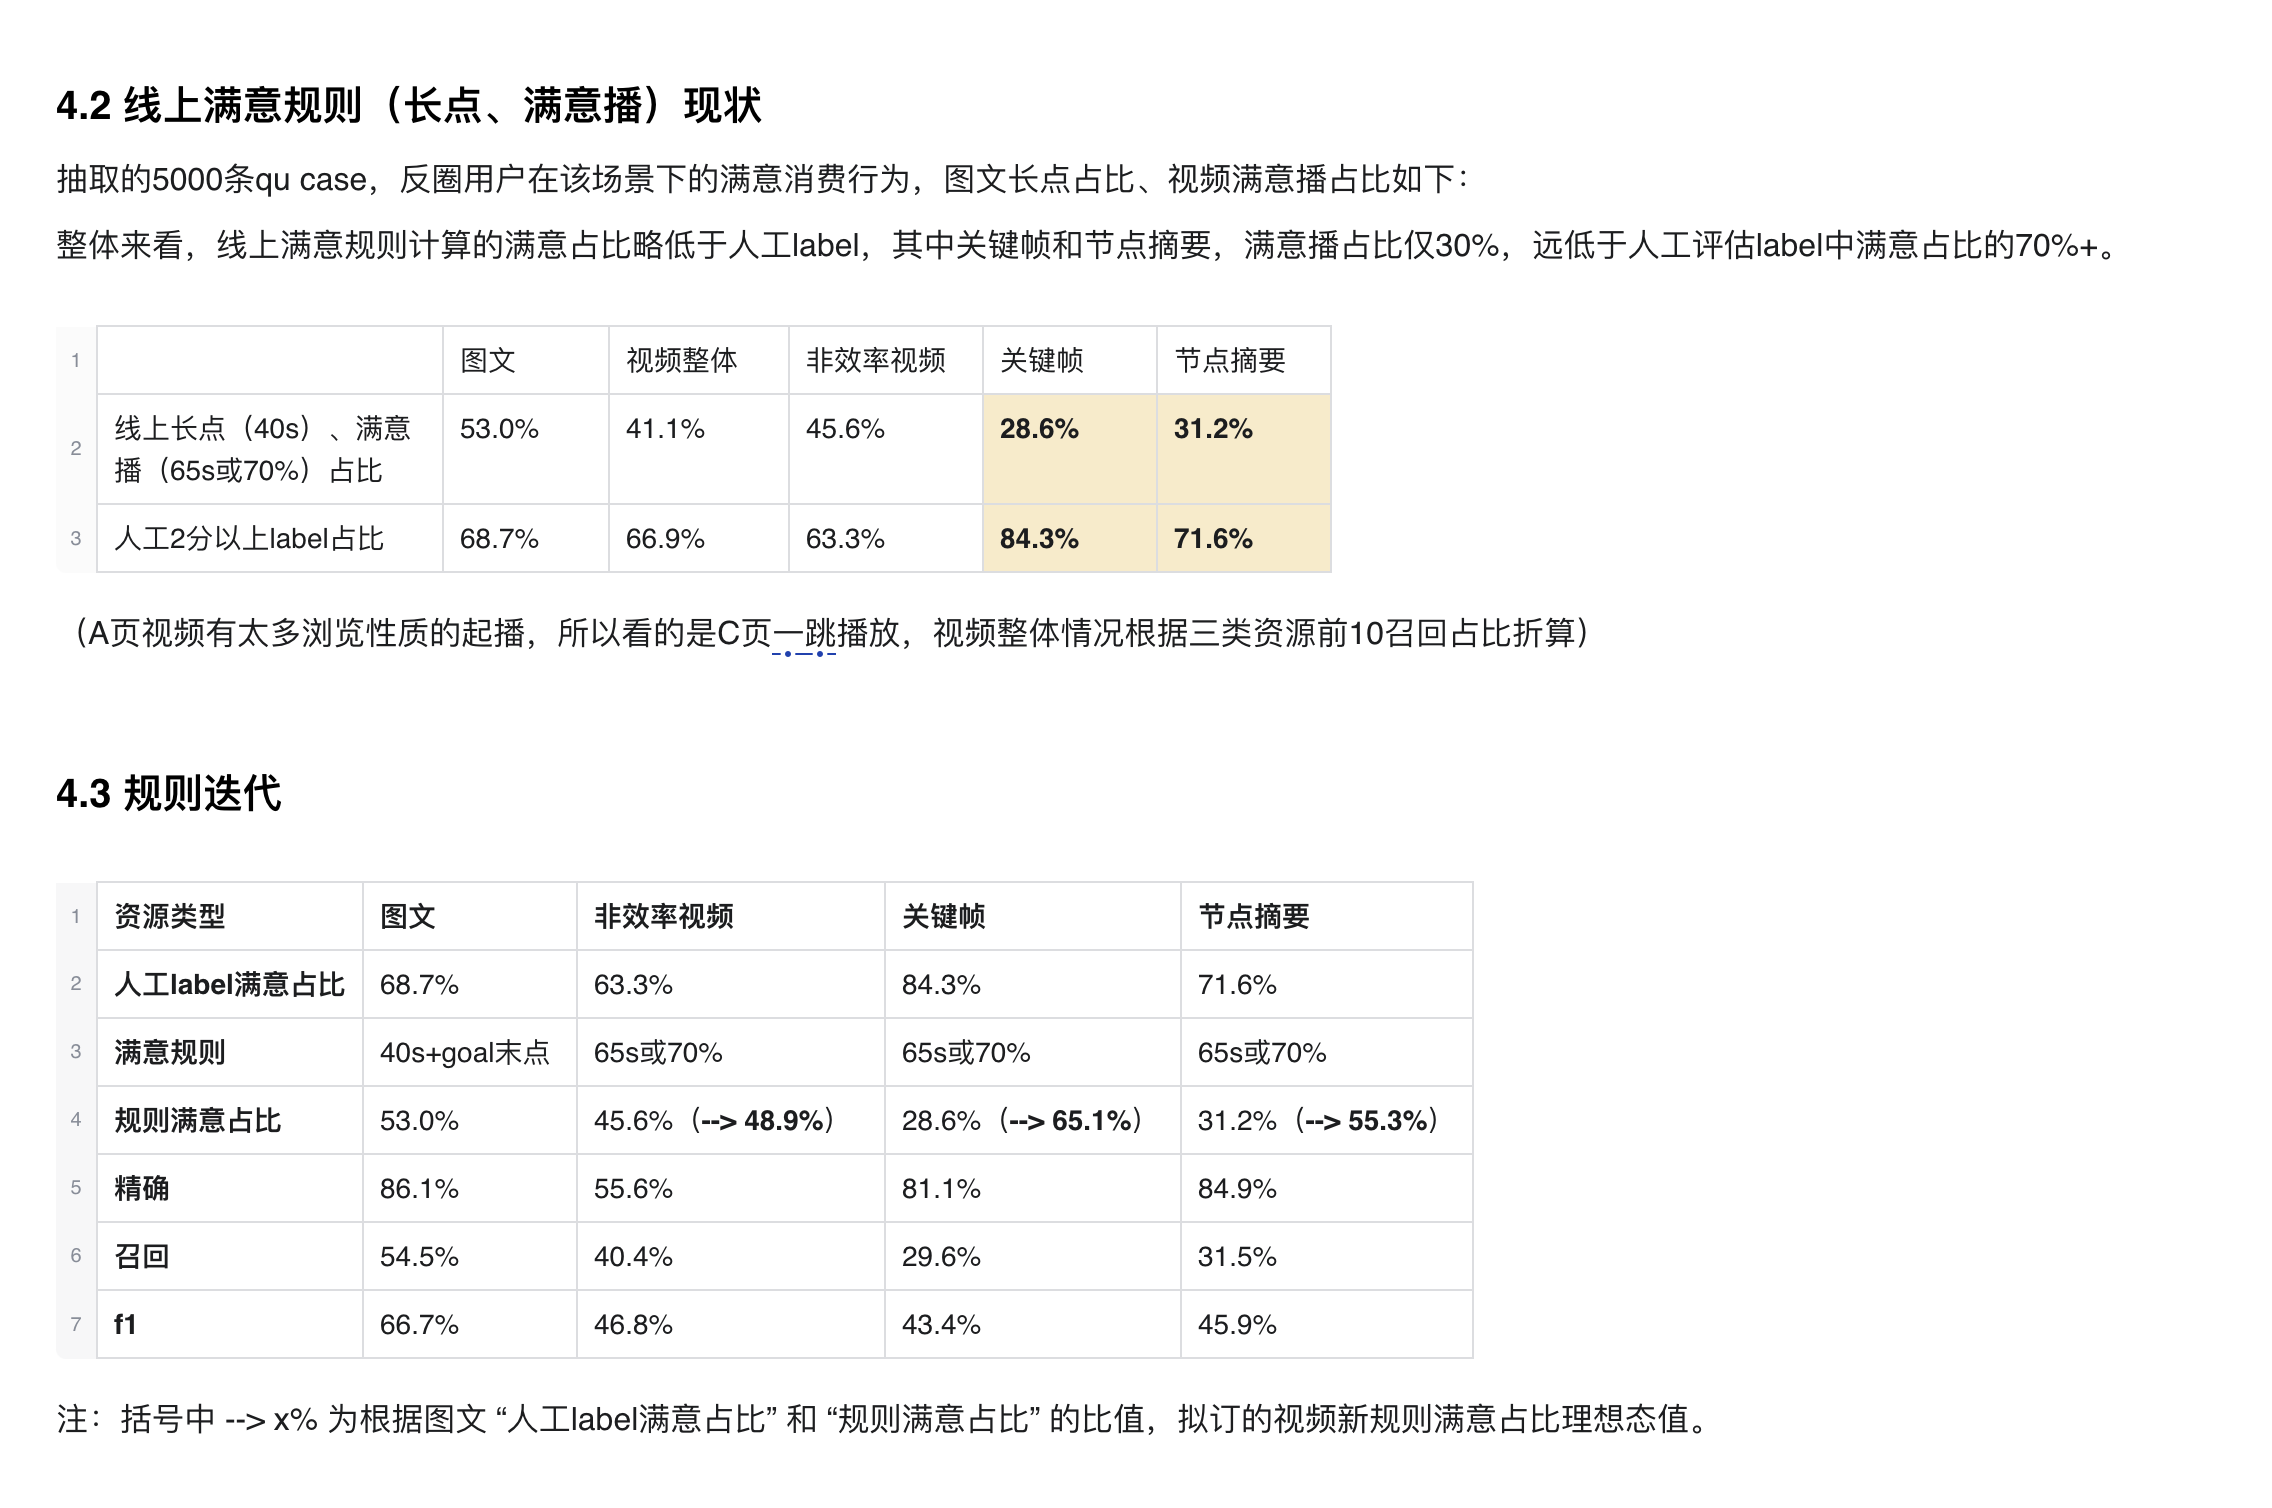 4.2 线上满意规则（长点、满意播）现状
抽取的5000条qu case，反圈用户在该场景下的满意消费行为，图文长点占比、视频满意播占比如下：
整体来看，线上满意规则计算的满意占比略低于人工label，其中关键帧和节点摘要，满意播占比仅30%，远低于人工评估label中满意占比的70%+。
1 图文 视频整体 非效率视频 关键帧 节点摘要
2 线上长点（40s）、满意播（65s或70%）占比 53.0% 41.1% 45.6% 28.6% 31.2%
3 人工2分以上label占比 68.7% 66.9% 63.3% 84.3% 71.6%
（A页视频有太多浏览性质的起播，所以看的是C页一跳播放，视频整体情况根据三类资源前10召回占比折算）
4.3 规则迭代
1 资源类型 图文 非效率视频 关键帧 节点摘要
2 人工label满意占比 68.7% 63.3% 84.3% 71.6%
3 满意规则 40s+goal末点 65s或70% 65s或70% 65s或70%
4 规则满意占比 53.0% 45.6%（--> 48.9%） 28.6%（--> 65.1%） 31.2%（--> 55.3%）
5 精确 86.1% 55.6% 81.1% 84.9%
6 召回 54.5% 40.4% 29.6% 31.5%
7 f1 66.7% 46.8% 43.4% 45.9%
注：括号中 --> x% 为根据图文 “人工label满意占比” 和 “规则满意占比” 的比值，拟订的视频新规则满意占比理想态值。